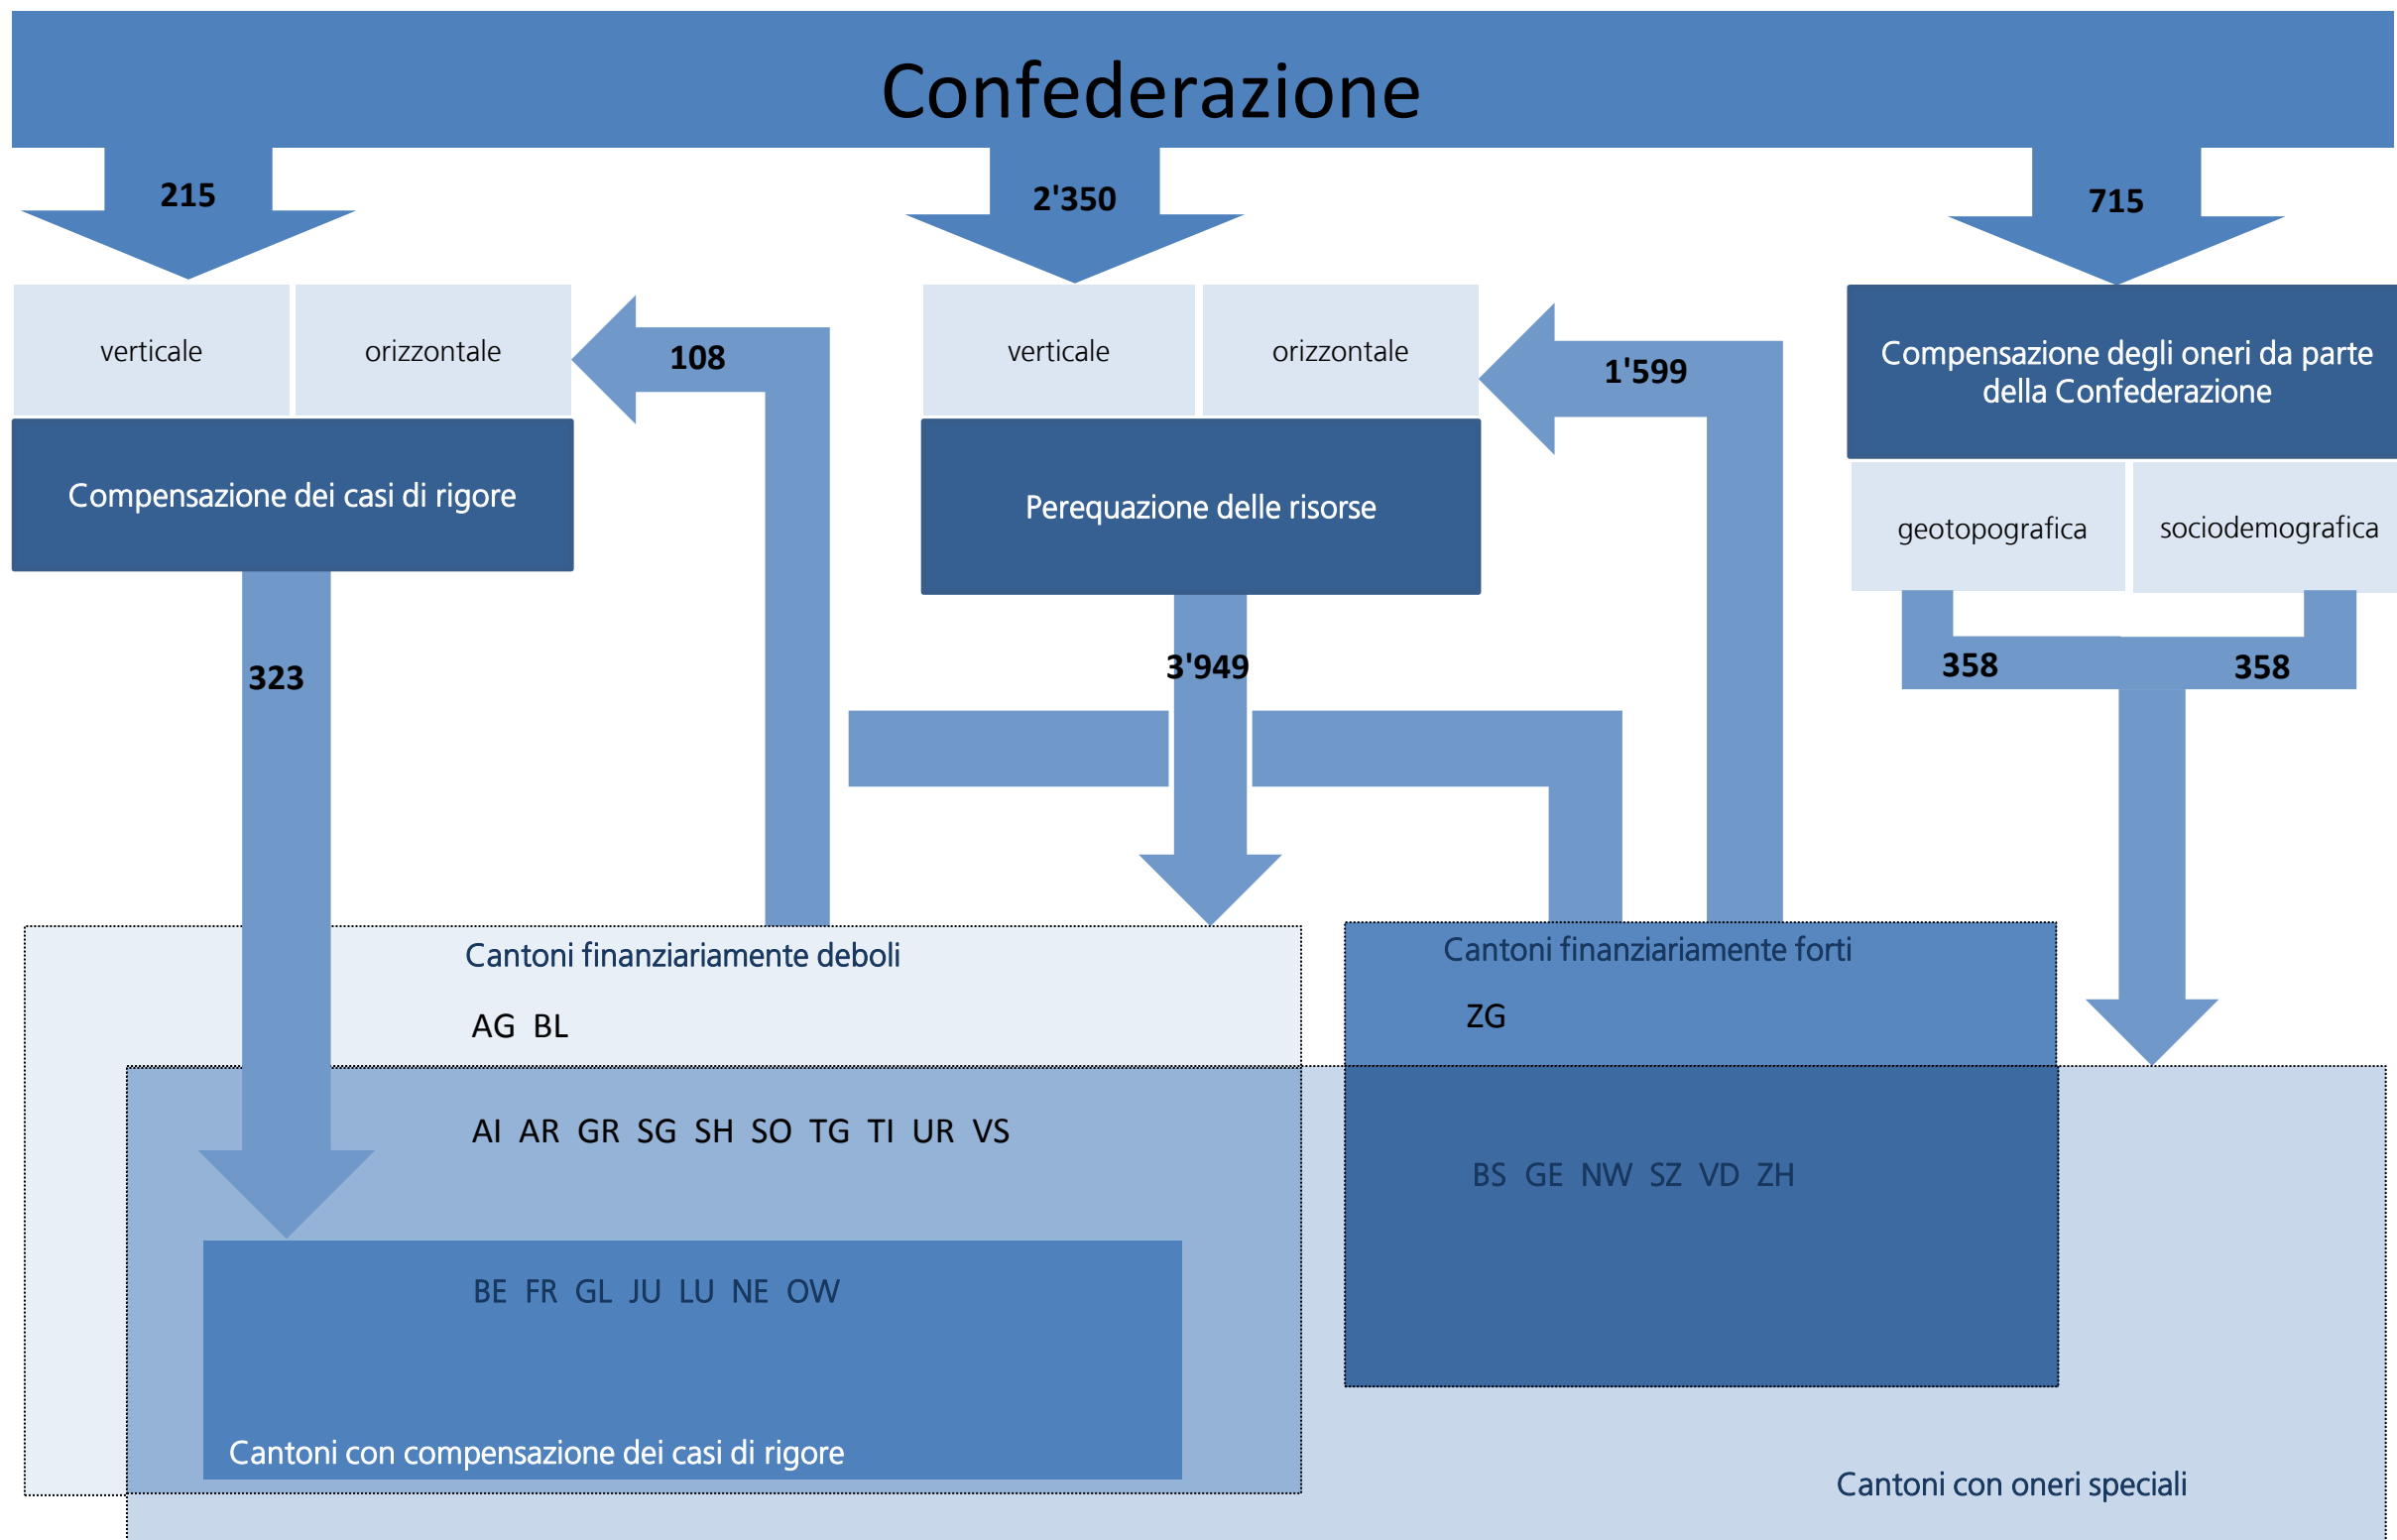 Confederazione
215
2'350
715
verticale
orizzontale
108
verticale
orizzontale
1'599
Compensazione degli oneri da parte
della Confederazione
Compensazione dei casi di rigore
Perequazione delle risorse
geotopografica
sociodemografica
323
3'949
358
358
Cantoni finanziariamente deboli
AG BL
Cantoni finanziariamente forti
ZG
AI AR GR SG SH SO TG TI UR VS
BS GE NW SZ VD ZH
BE FR GL JU LU NE OW
Cantoni con compensazione dei casi di rigore
Cantoni con oneri speciali